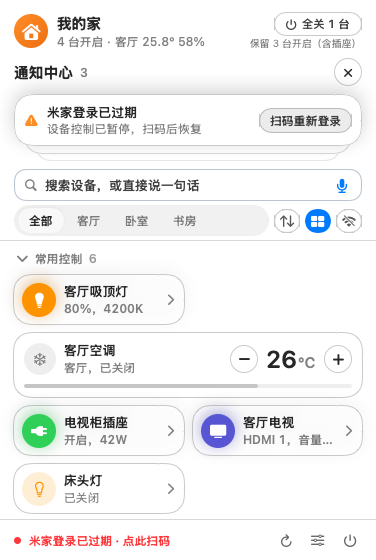 我的家
4 台开启 · 客厅 25.8° 58%
全关 1 台
保留 3 台开启（含插座）
通知中心 3
米家登录已过期
设备控制已暂停，扫码后恢复
扫码重新登录
搜索设备，或直接说一句话
全部 客厅 卧室 书房
常用控制 6
客厅吸顶灯
80%，4200K
客厅空调
客厅，已关闭
26°C
电视柜插座
开启，42W
客厅电视
HDMI 1，音量...
床头灯
已关闭
米家登录已过期 · 点此扫码